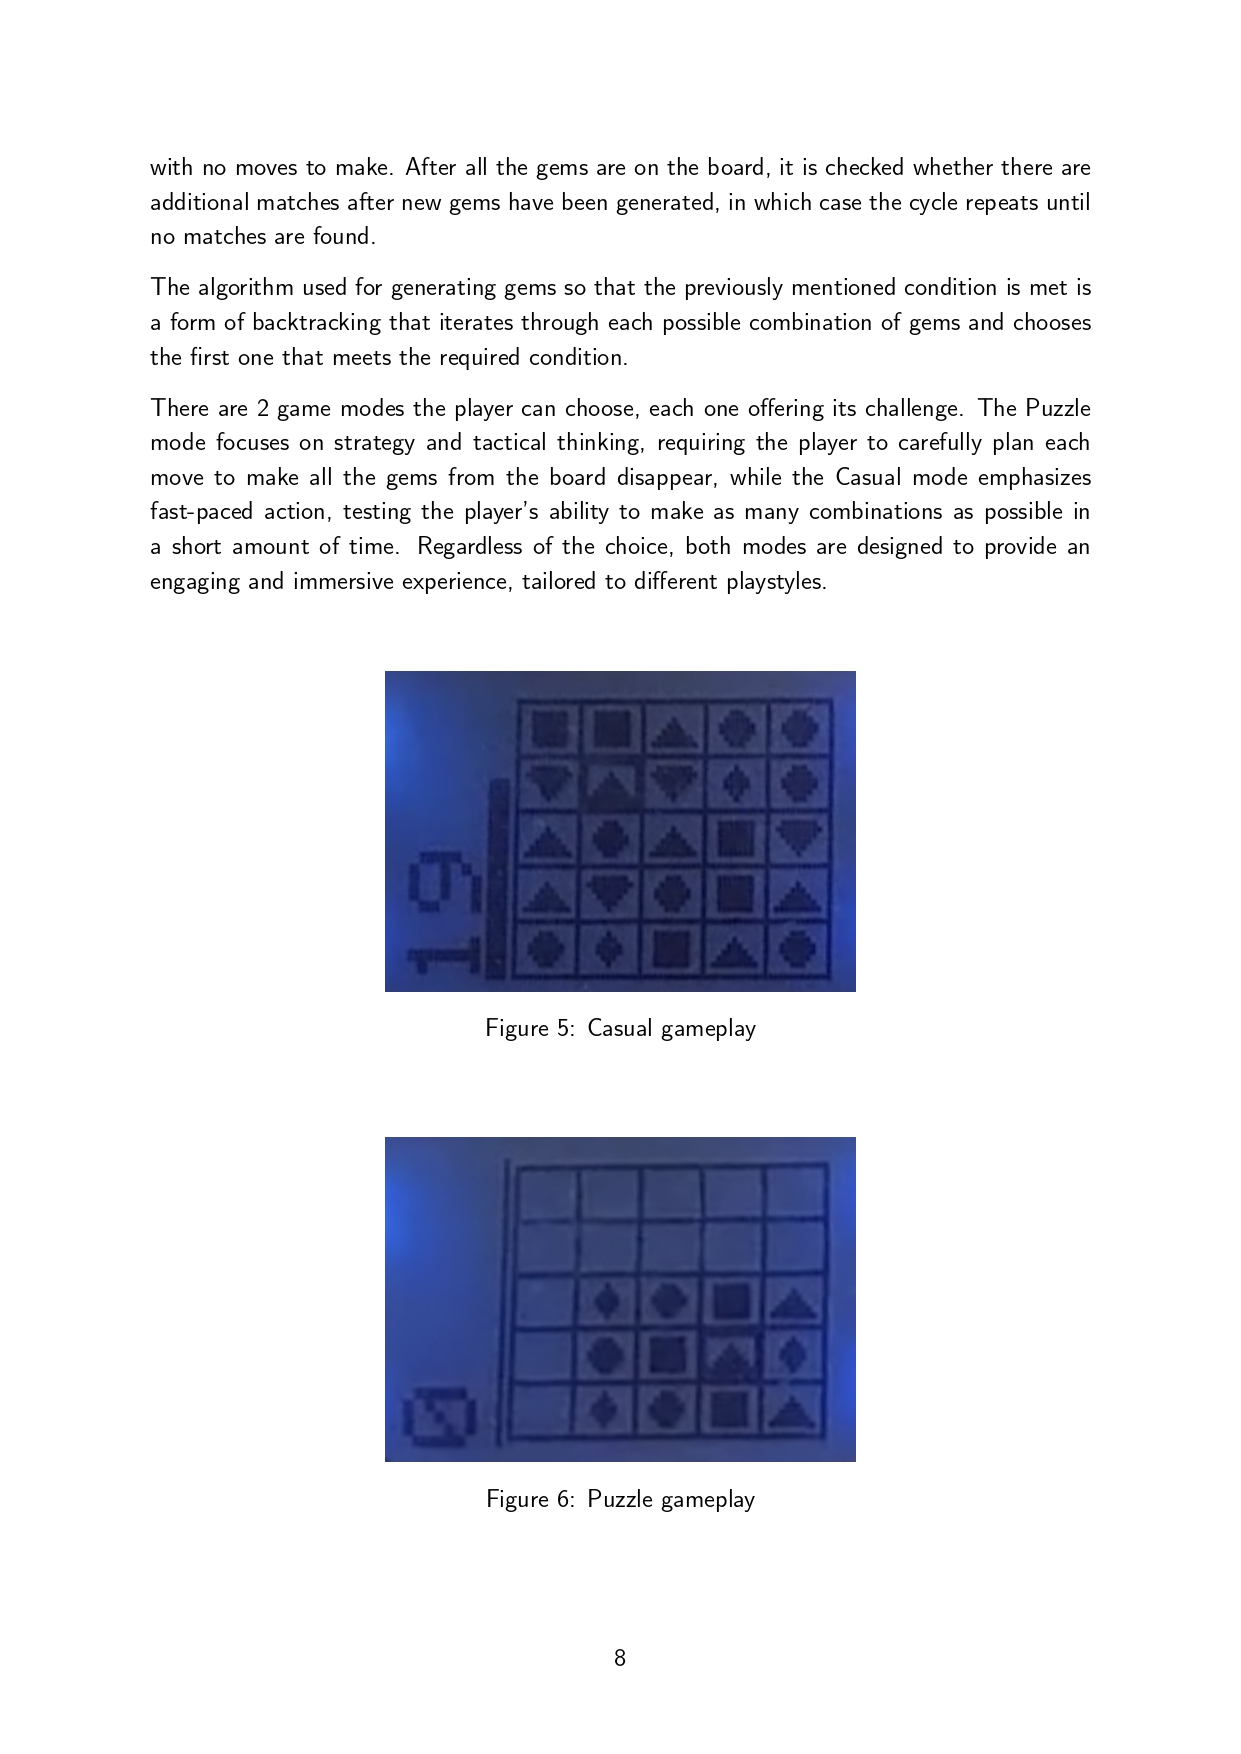 with no moves to make. After all the gems are on the board, it is checked whether there are
additional matches after new gems have been generated, in which case the cycle repeats until
no matches are found.
The algorithm used for generating gems so that the previously mentioned condition is met is
a form of backtracking that iterates through each possible combination of gems and chooses
the first one that meets the required condition.
There are 2 game modes the player can choose, each one offering its challenge. The Puzzle
mode focuses on strategy and tactical thinking, requiring the player to carefully plan each
move to make all the gems from the board disappear, while the Casual mode emphasizes
fast-paced action, testing the player's ability to make as many combinations as possible in
a short amount of time. Regardless of the choice, both modes are designed to provide an
engaging and immersive experience, tailored to different playstyles.
19
Figure 5: Casual gameplay
0
Figure 6: Puzzle gameplay
8